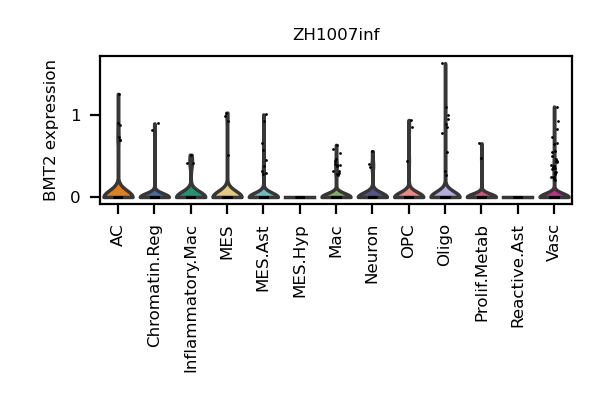 ZH1007inf
BMT2 expression
1
0
AC
Chromatin.Reg
Inflammatory.Mac
MES
MES.Ast
MES.Hyp
Mac
Neuron
OPC
Oligo
Prolif.Metab
Reactive.Ast
Vasc